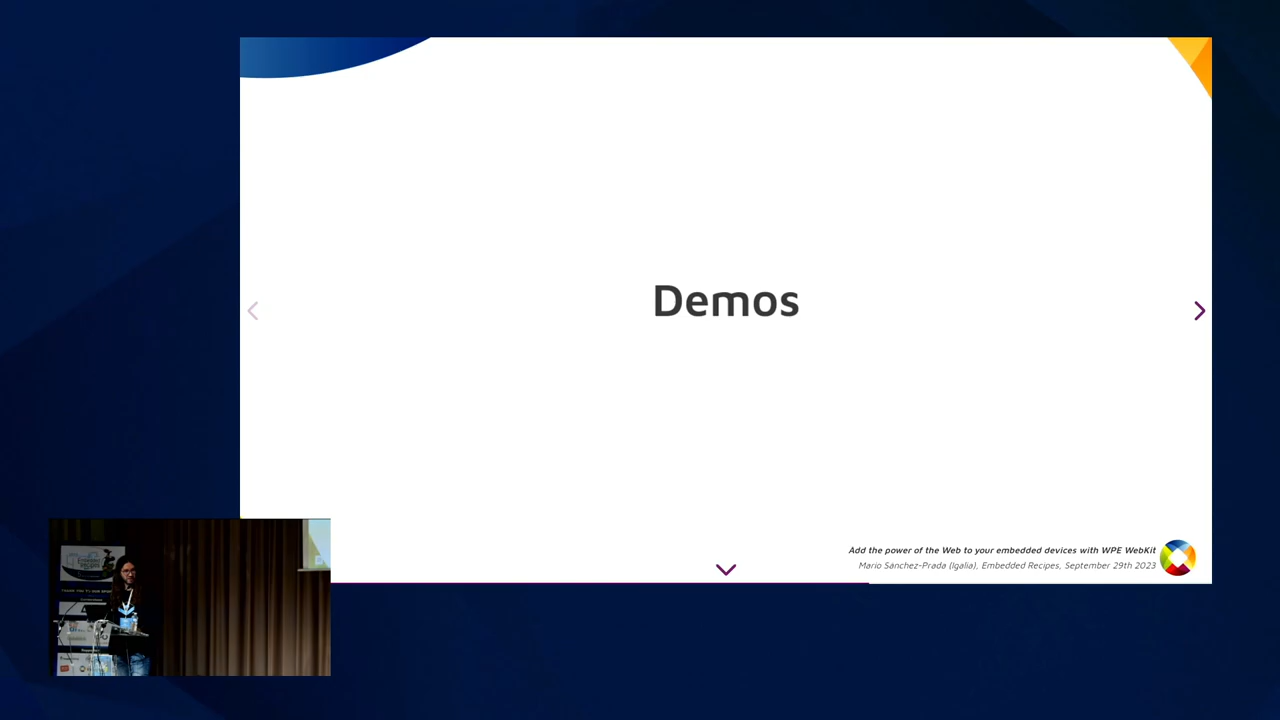 Demos
Add the power of the Web to your embedded devices with WPE WebKit
Mario Sánchez-Prada (Igalia), Embedded Recipes, September 29th 2023